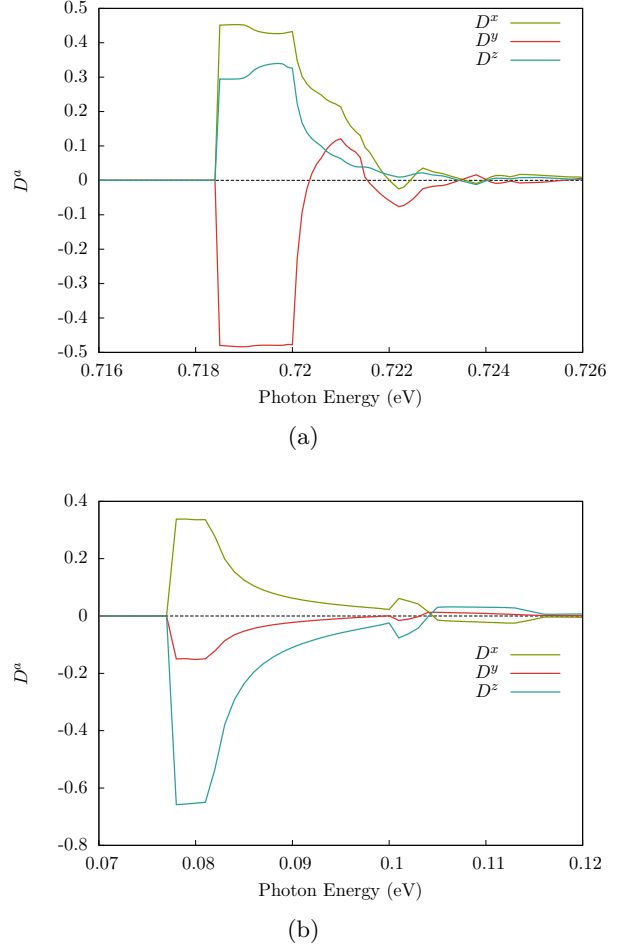 0.5
0.4
0.3
0.2
0.1
0
-0.1
0.2
0.3
0.4
-0.5
D^a
D^x
D^y
D^z
0.716 0.718 0.72 0.722 0.724 0.726
Photon Energy (eV)
(a)
0.4
0.2
0
-0.2
-0.4
-0.6
-0.8
D^a
D^x
D^y
D^z
0.07 0.08 0.09 0.1 0.11 0.12
Photon Energy (eV)
(b)